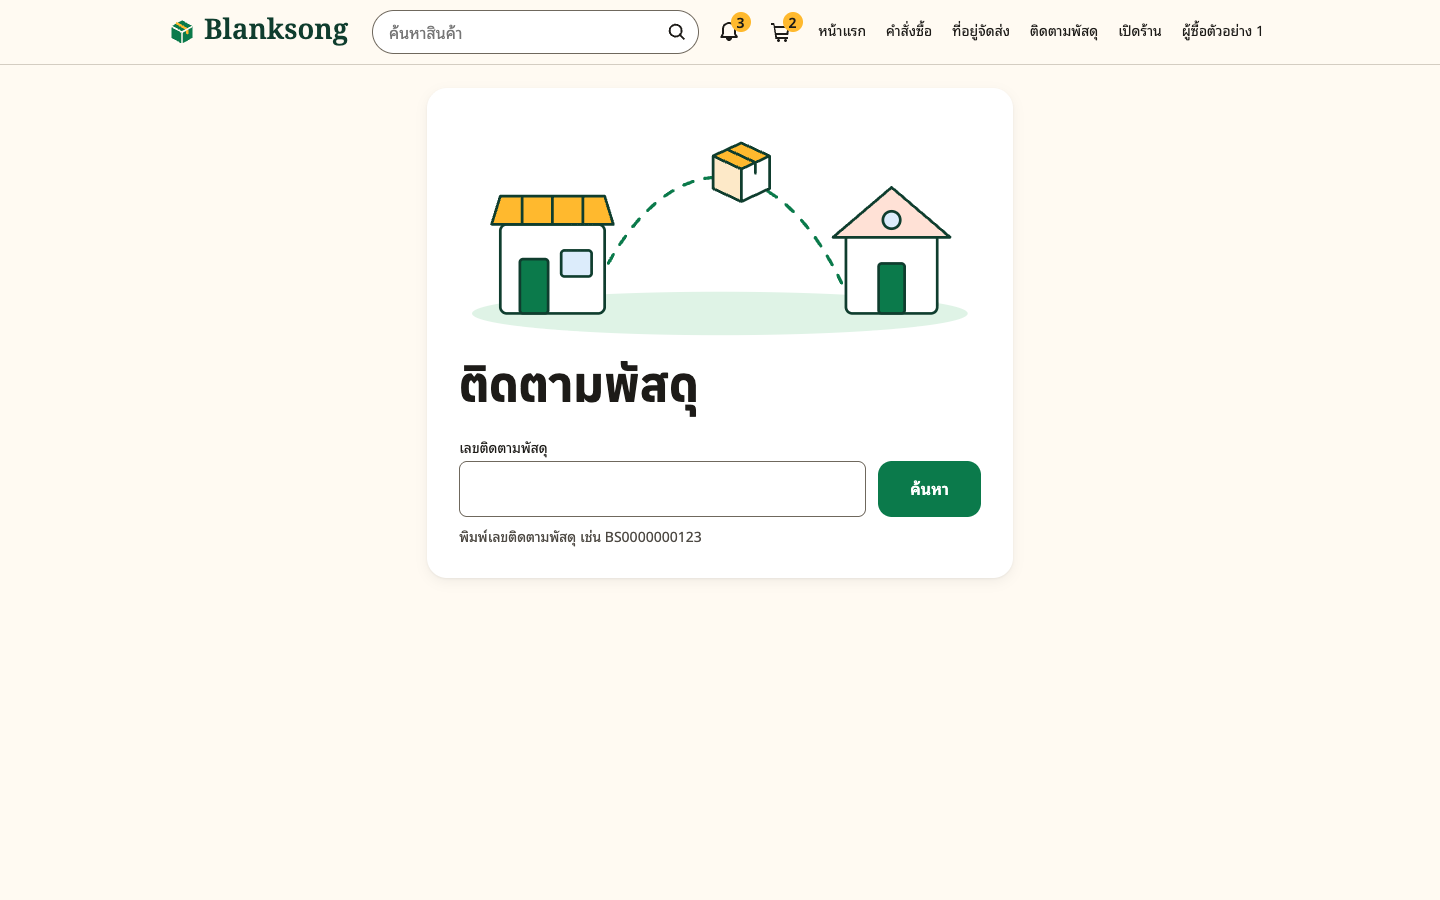 Blanksong
ค้นหาสินค้า
3
2
หน้าแรก
คำสั่งซื้อ
ที่อยู่จัดส่ง
ติดตามพัสดุ
เปิดร้าน
ผู้ซื้อตัวอย่าง 1
ติดตามพัสดุ
เลขติดตามพัสดุ
ค้นหา
พิมพ์เลขติดตามพัสดุ เช่น BS0000000123